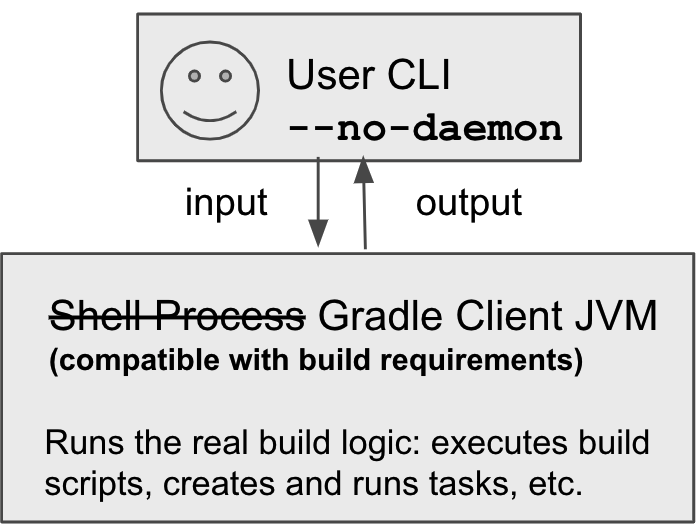 User CLI
--no-daemon
input
output
Shell Process Gradle Client JVM
(compatible with build requirements)
Runs the real build logic: executes build
scripts, creates and runs tasks, etc.